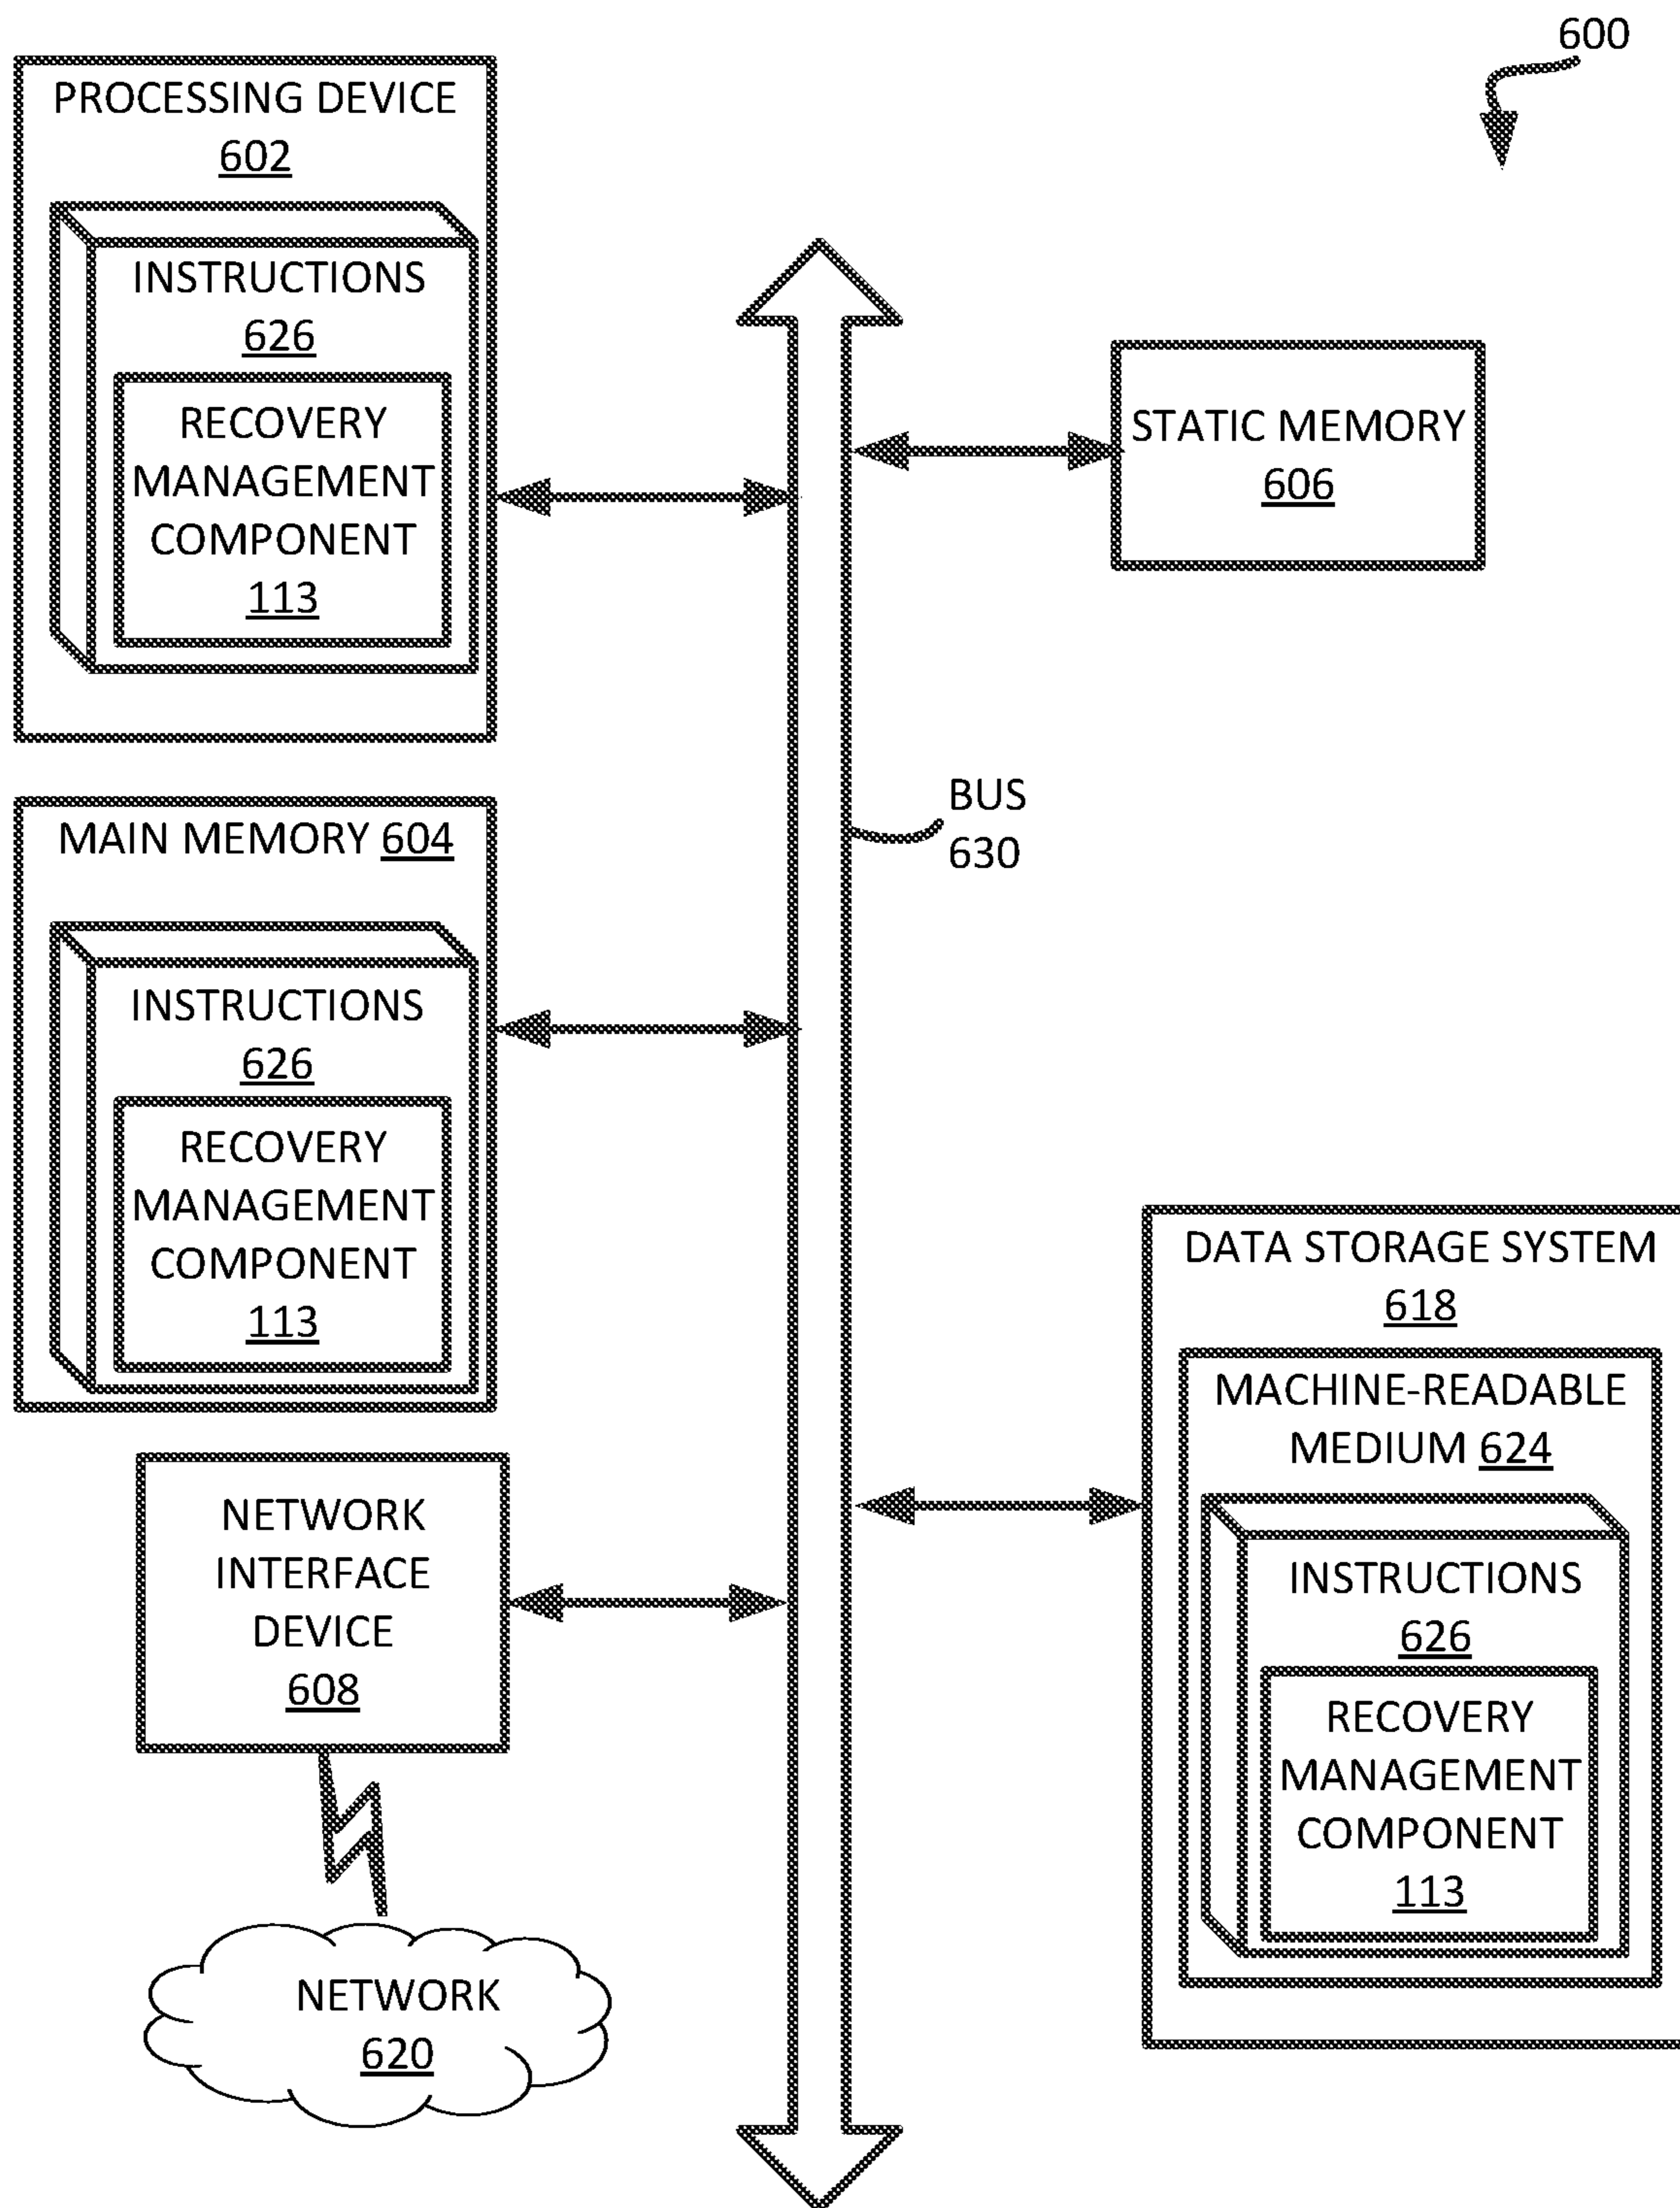 600
PROCESSING DEVICE
602
INSTRUCTIONS
626
RECOVERY
MANAGEMENT
COMPONENT
113
STATIC MEMORY
606
BUS
630
MAIN MEMORY 604
INSTRUCTIONS
626
RECOVERY
MANAGEMENT
COMPONENT
113
DATA STORAGE SYSTEM
618
MACHINE-READABLE
MEDIUM 624
INSTRUCTIONS
626
RECOVERY
MANAGEMENT
COMPONENT
113
NETWORK
INTERFACE
DEVICE
608
NETWORK
620